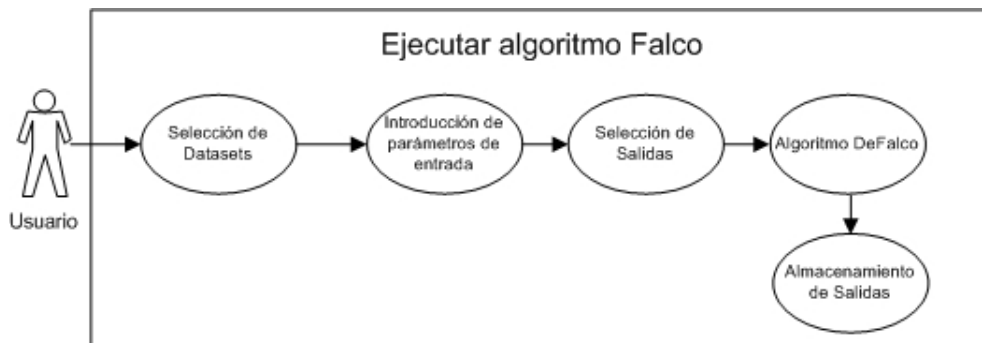 Ejecutar algoritmo Falco
Usuario
Selección de
Datasets
Introducción de
parámetros de
entrada
Selección de
Salidas
Algoritmo DeFalco
Almacenamiento
de Salidas